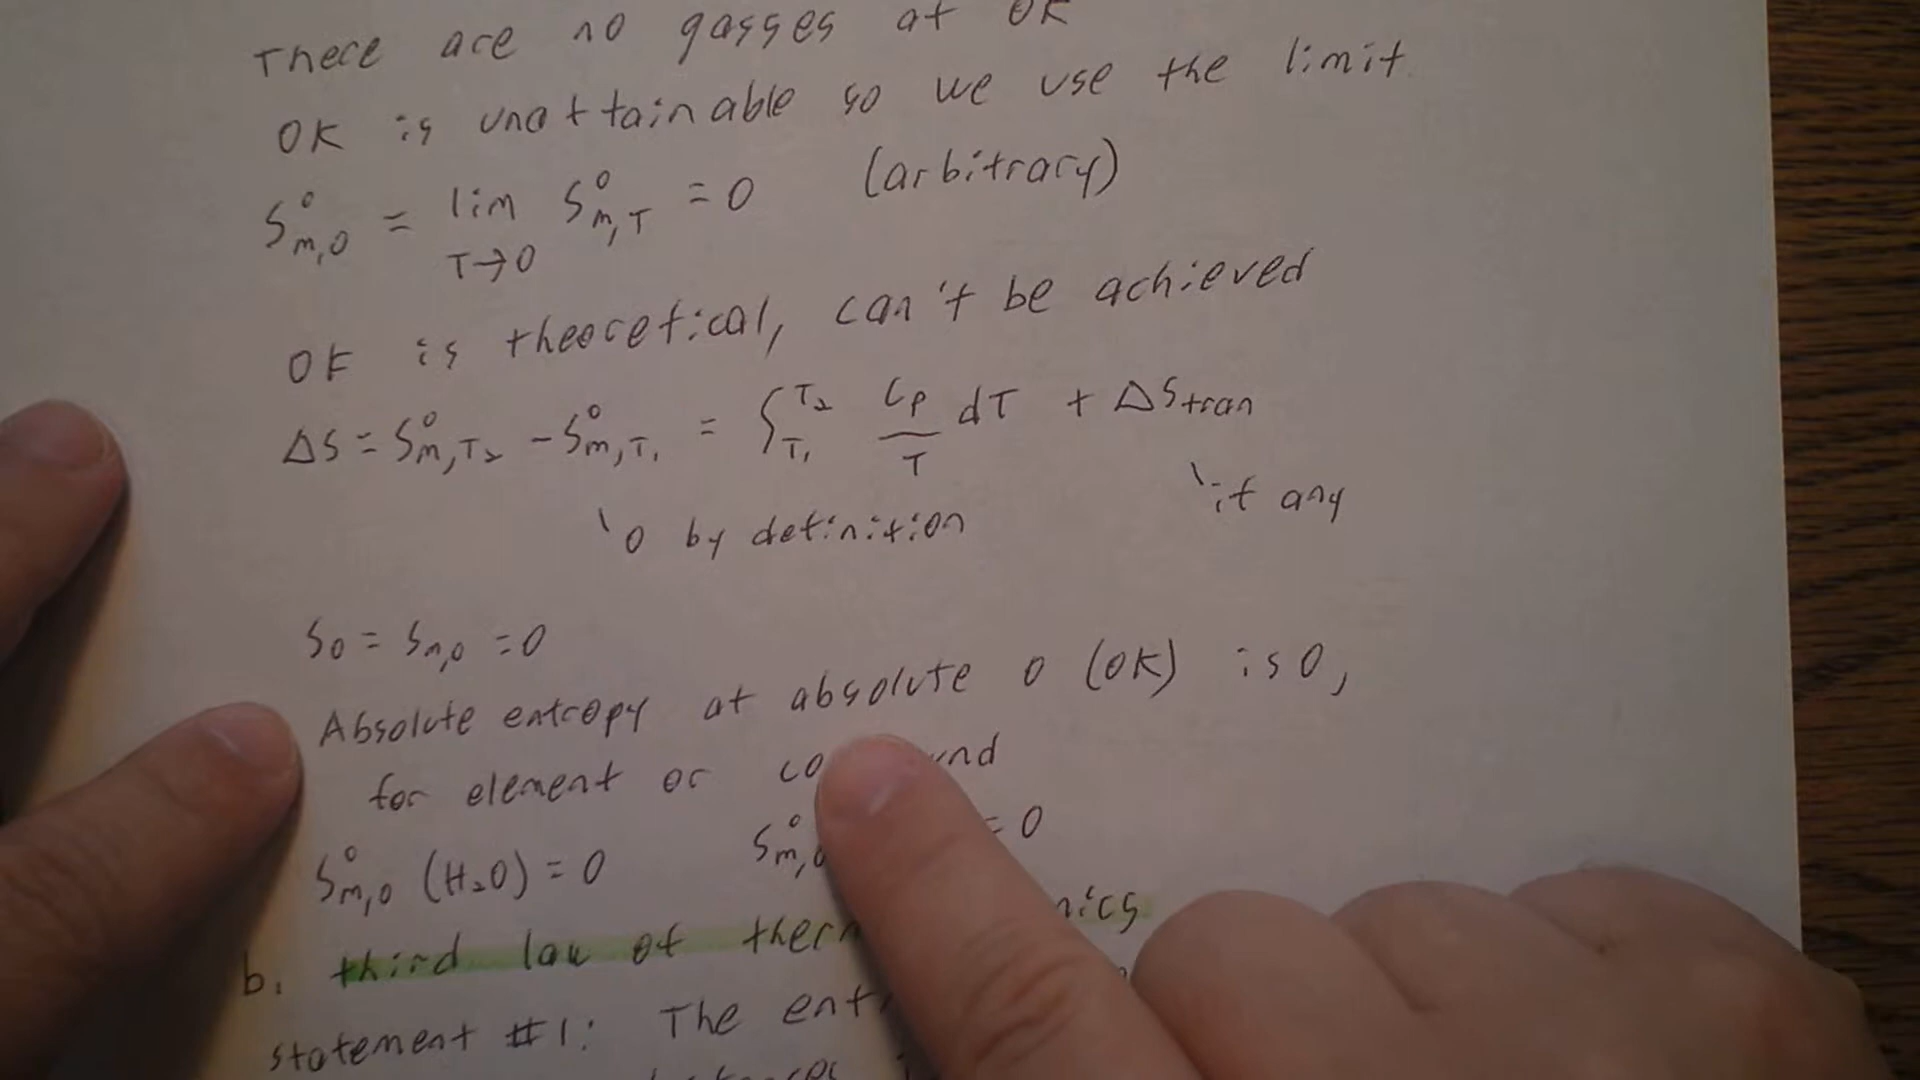 There are no gasses at 0K
0K is unattainable so we use the limit
S°m,0 = lim T→0 S°m,T = 0 (arbitrary)
0K is theoretical, can't be achieved
ΔS = S°m,T₂ - S°m,T₁ = ∫T₁T₂ Cp/T dT + ΔStran
0 by definition if any
S0 = Sm,0 = 0
Absolute entropy at absolute 0 (0K) is 0,
for element or
S°m,0 (H₂O) = 0 S°m,0 = 0
b. third law of
statement #1: The